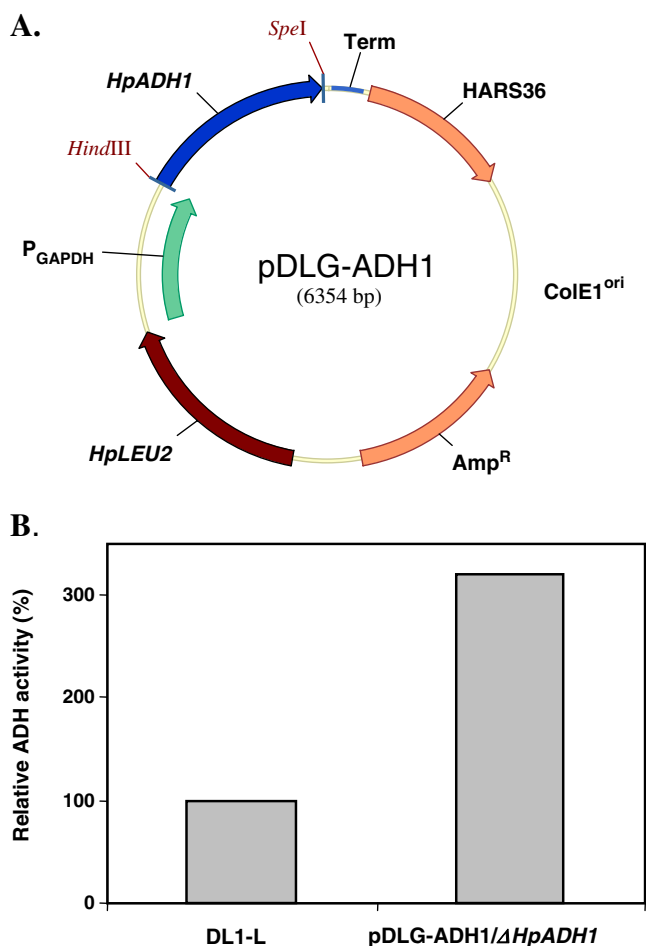 A.
SpeI
Term
HpADH1
HARS36
HindIII
PGAPDH
pDLG-ADH1
(6354 bp)
ColE1ori
HpLEU2
AmpR
B.
Relative ADH activity (%)
300
200
100
0
DL1-L
pDLG-ADH1/ΔHpADH1